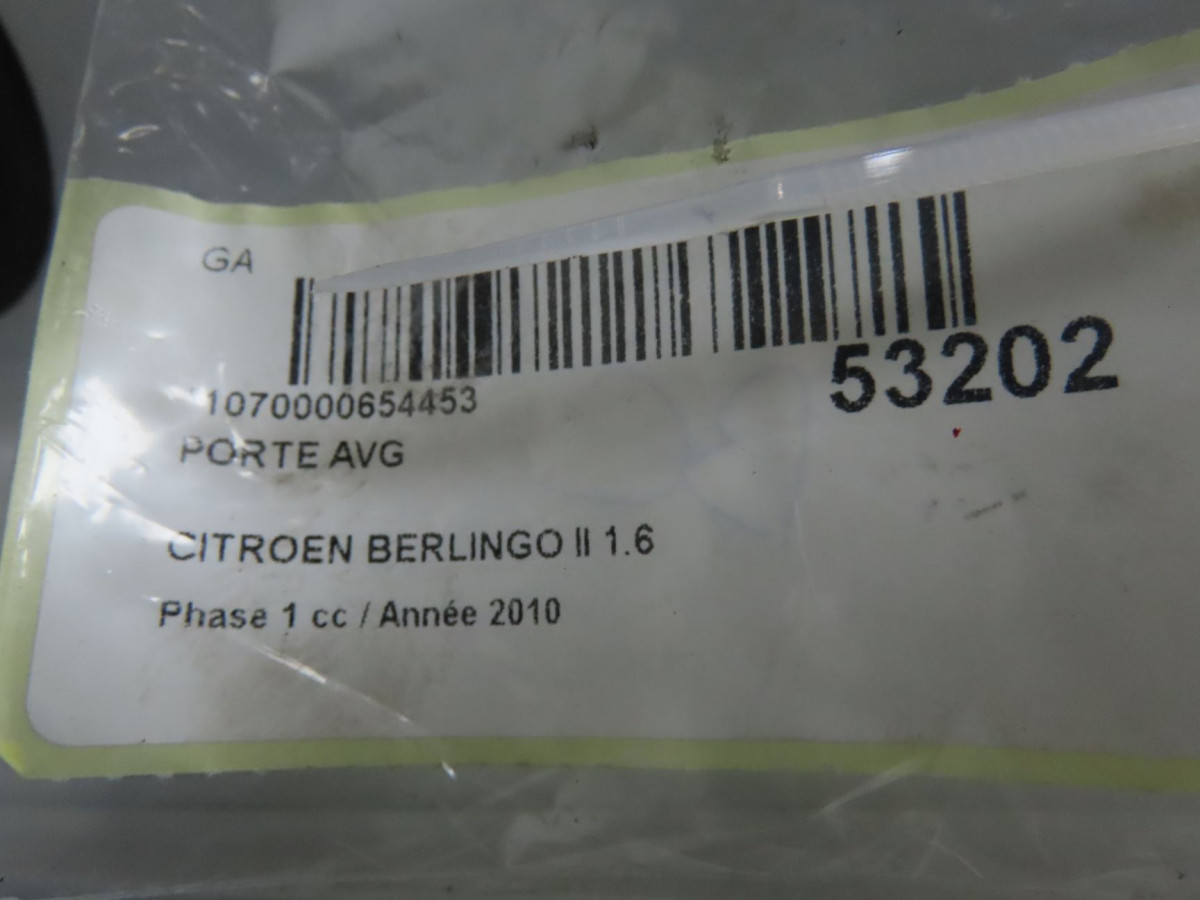 GA
53202
1070000654453
PORTE AVG
CITROEN BERLINGO II 1.6
Phase 1 cc / Année 2010